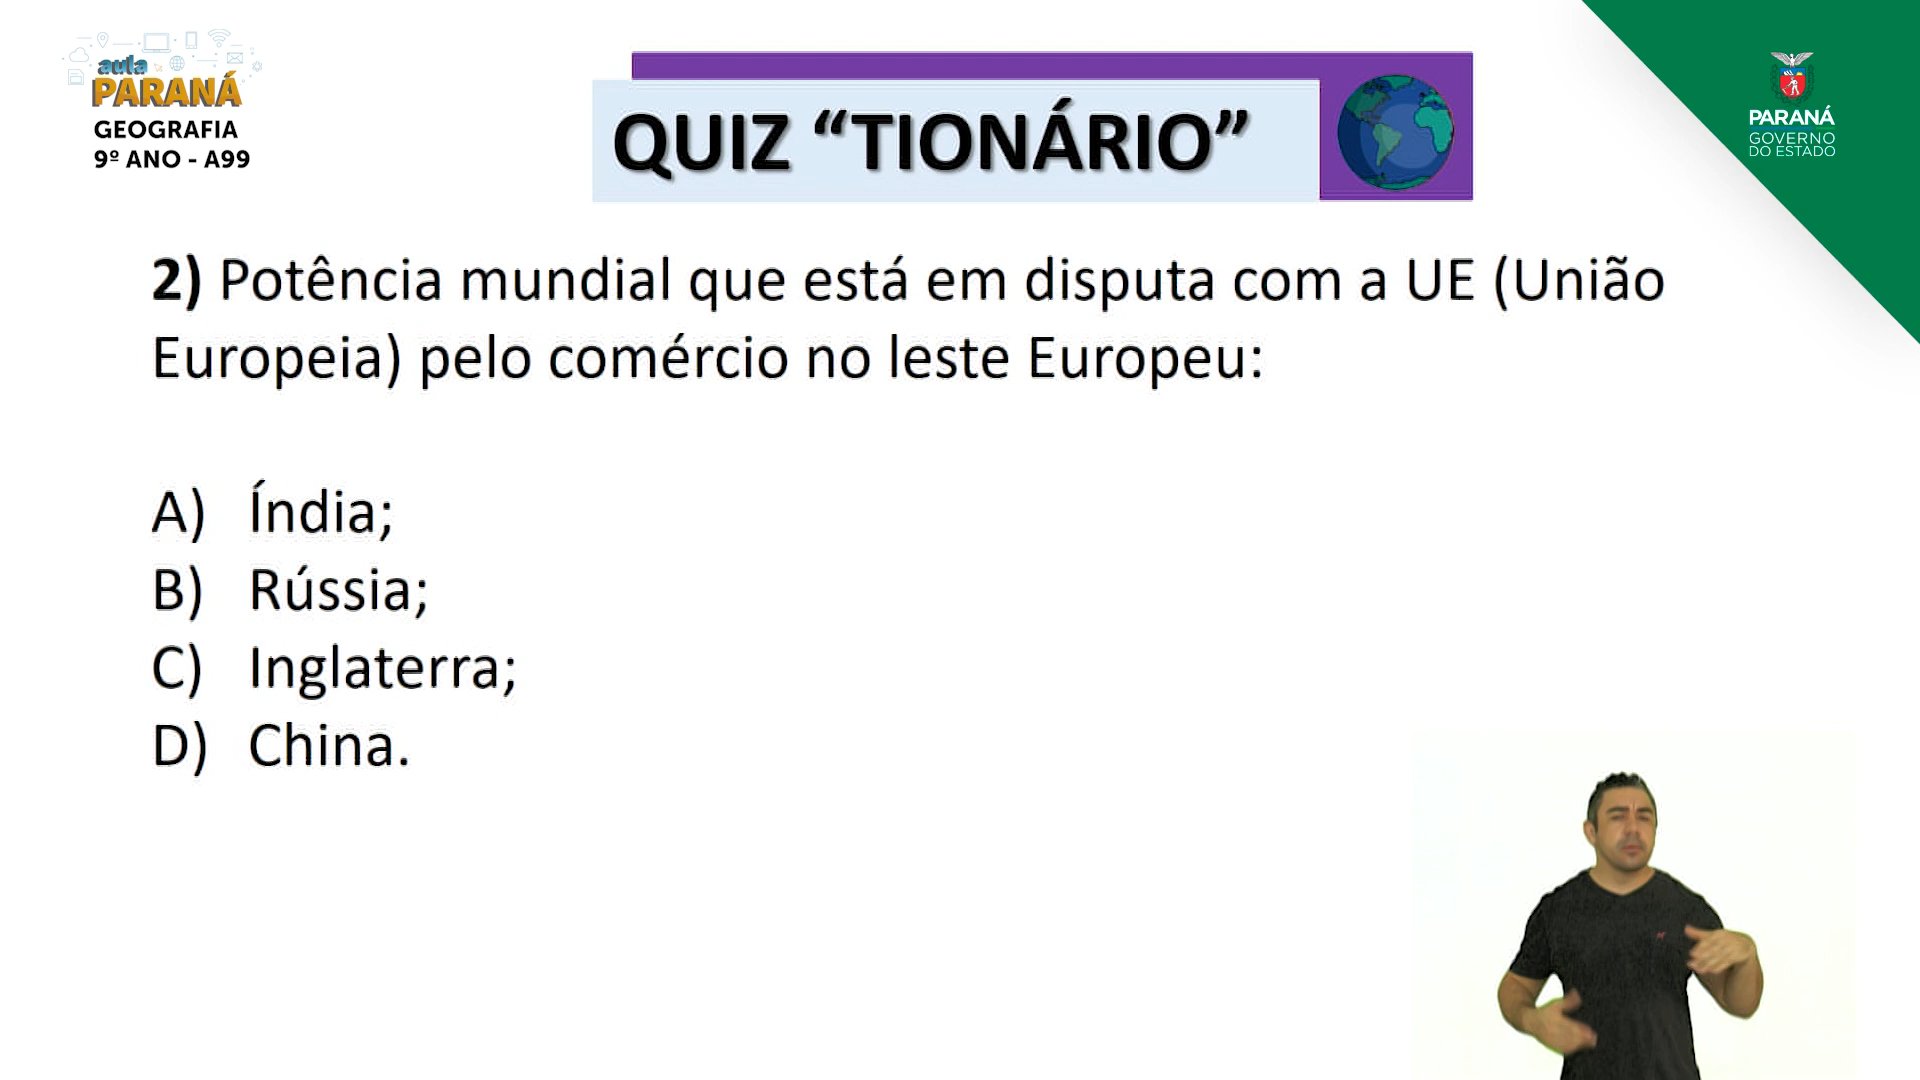 aula
PARANÁ
GEOGRAFIA
9º ANO - A99
QUIZ “TIONÁRIO”
PARANÁ
GOVERNO
DO ESTADO
2) Potência mundial que está em disputa com a UE (União
Europeia) pelo comércio no leste Europeu:
A) Índia;
B) Rússia;
C) Inglaterra;
D) China.